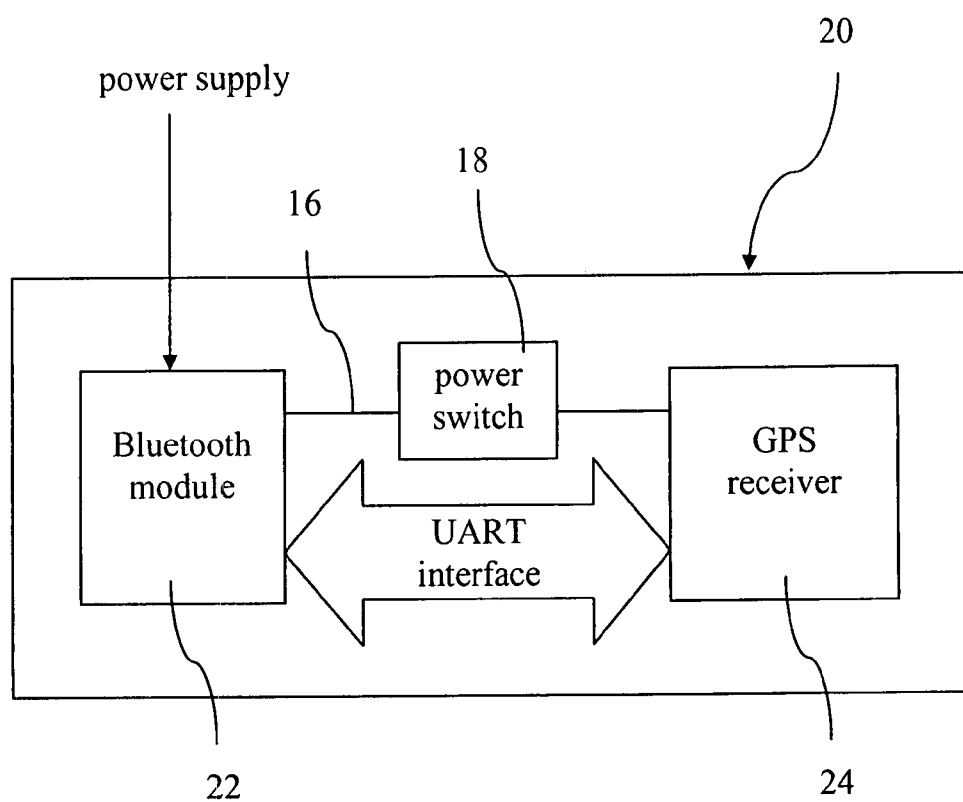 20
power supply
18
16
power
switch
Bluetooth
module
GPS
receiver
UART
interface
22
24